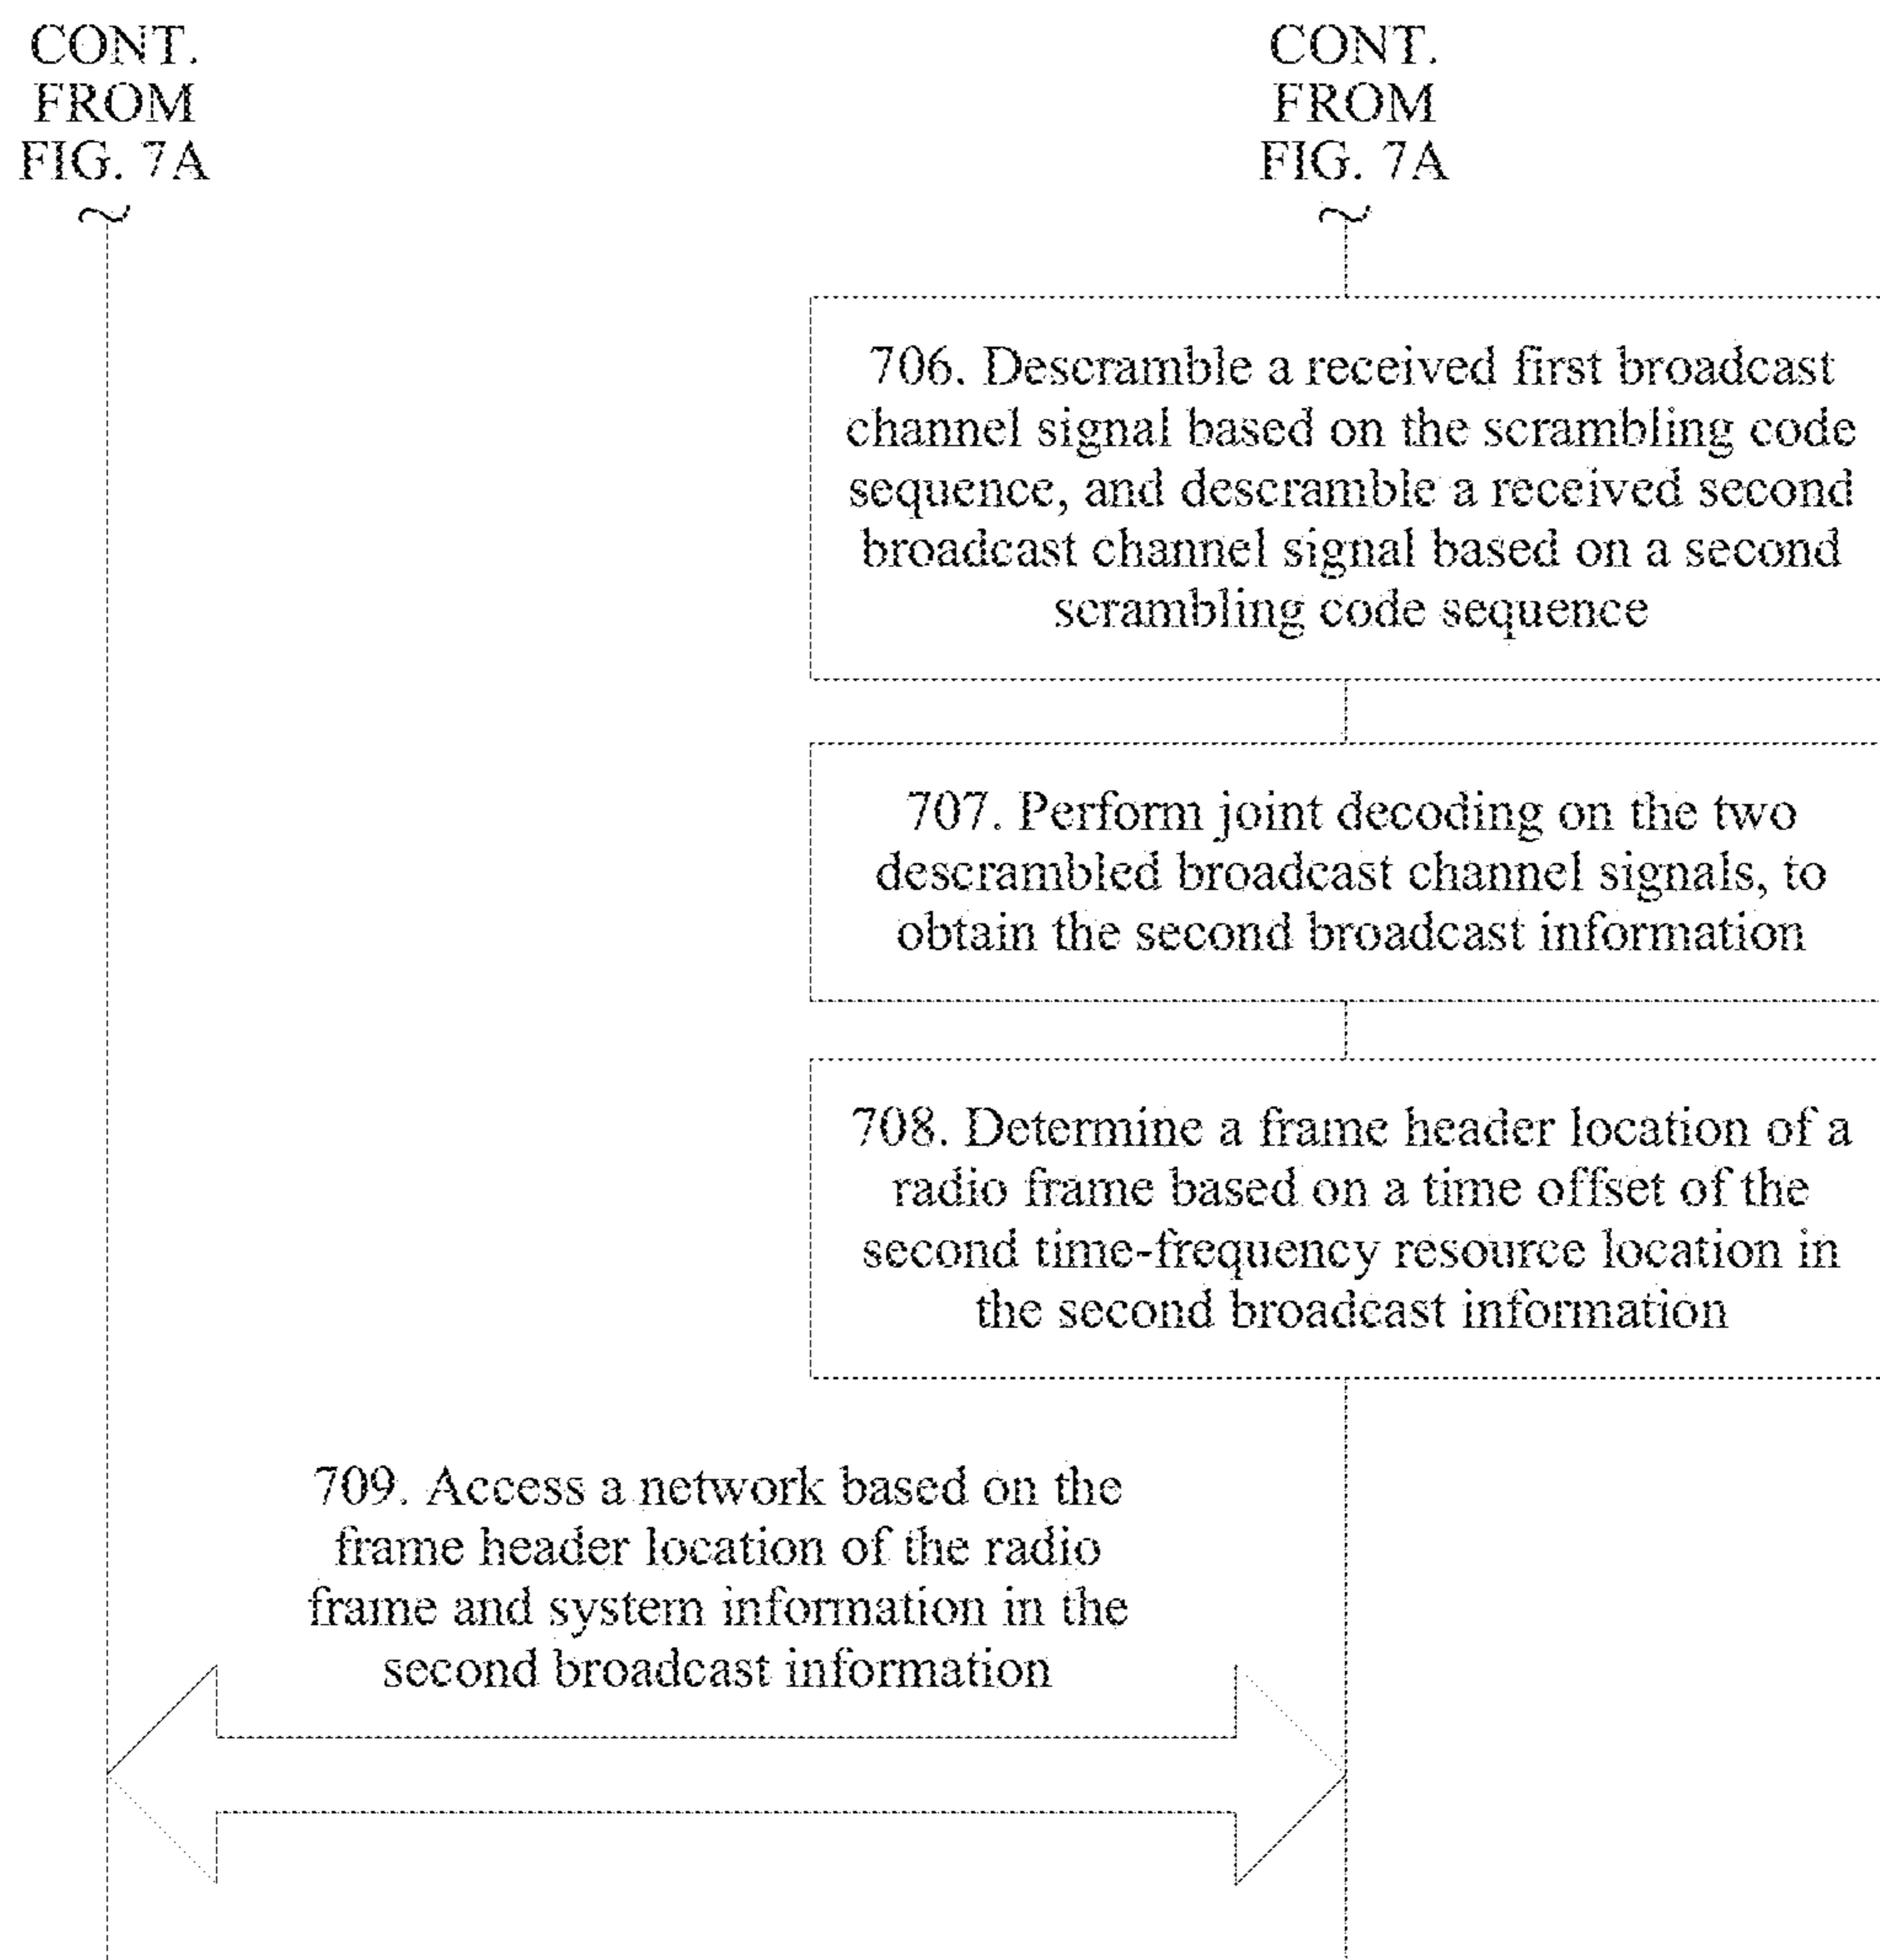 CONT.
FROM
FIG. 7A
CONT.
FROM
FIG. 7A
706. Descramble a received first broadcast
channel signal based on the scrambling code
sequence, and descramble a received second
broadcast channel signal based on a second
scrambling code sequence
707. Perform joint decoding on the two
descrambled broadcast channel signals, to
obtain the second broadcast information
708. Determine a frame header location of a
radio frame based on a time offset of the
second time-frequency resource location in
the second broadcast information
709. Access a network based on the
frame header location of the radio
frame and system information in the
second broadcast information